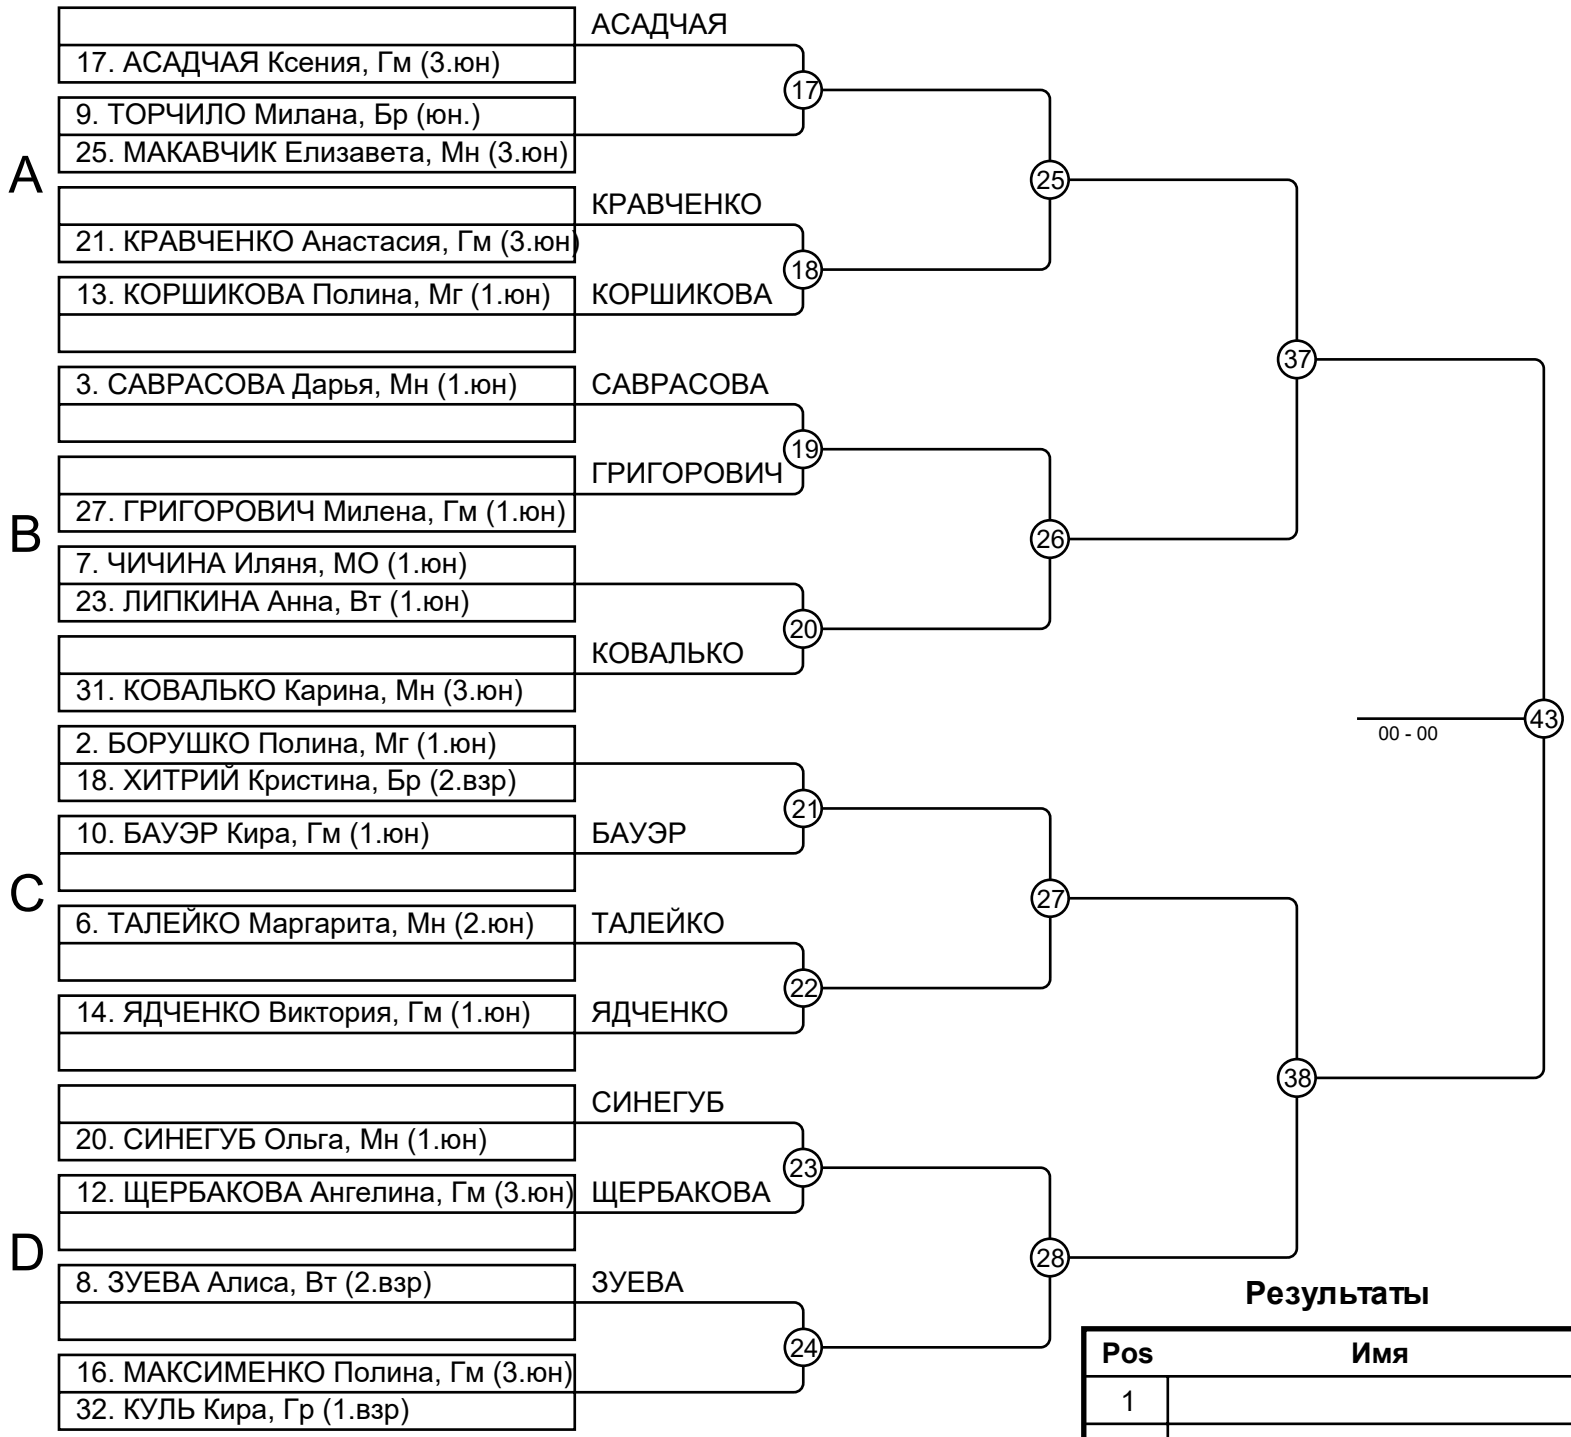 АСАДЧАЯ
17. АСАДЧАЯ Ксения, Гм (3.юн)
17
9. ТОРЧИЛО Милана, Бр (юн.)
25. МАКАВЧИК Елизавета, Мн (3.юн)
A
25
КРАВЧЕНКО
21. КРАВЧЕНКО Анастасия, Гм (3.юн)
18
13. КОРШИКОВА Полина, Мг (1.юн)
КОРШИКОВА
37
3. САВРАСОВА Дарья, Мн (1.юн)
САВРАСОВА
19
ГРИГОРОВИЧ
27. ГРИГОРОВИЧ Милена, Гм (1.юн)
B
26
7. ЧИЧИНА Иляня, МО (1.юн)
23. ЛИПКИНА Анна, Вт (1.юн)
20
КОВАЛЬКО
31. КОВАЛЬКО Карина, Мн (3.юн)
43
00 - 00
2. БОРУШКО Полина, Мг (1.юн)
18. ХИТРИЙ Кристина, Бр (2.взр)
21
10. БАУЭР Кира, Гм (1.юн)
БАУЭР
C
27
6. ТАЛЕЙКО Маргарита, Мн (2.юн)
ТАЛЕЙКО
22
14. ЯДЧЕНКО Виктория, Гм (1.юн)
ЯДЧЕНКО
38
СИНЕГУБ
20. СИНЕГУБ Ольга, Мн (1.юн)
23
12. ЩЕРБАКОВА Ангелина, Гм (3.юн)
ЩЕРБАКОВА
D
28
8. ЗУЕВА Алиса, Вт (2.взр)
ЗУЕВА
24
16. МАКСИМЕНКО Полина, Гм (3.юн)
32. КУЛЬ Кира, Гр (1.взр)
Результаты
Pos Имя
1